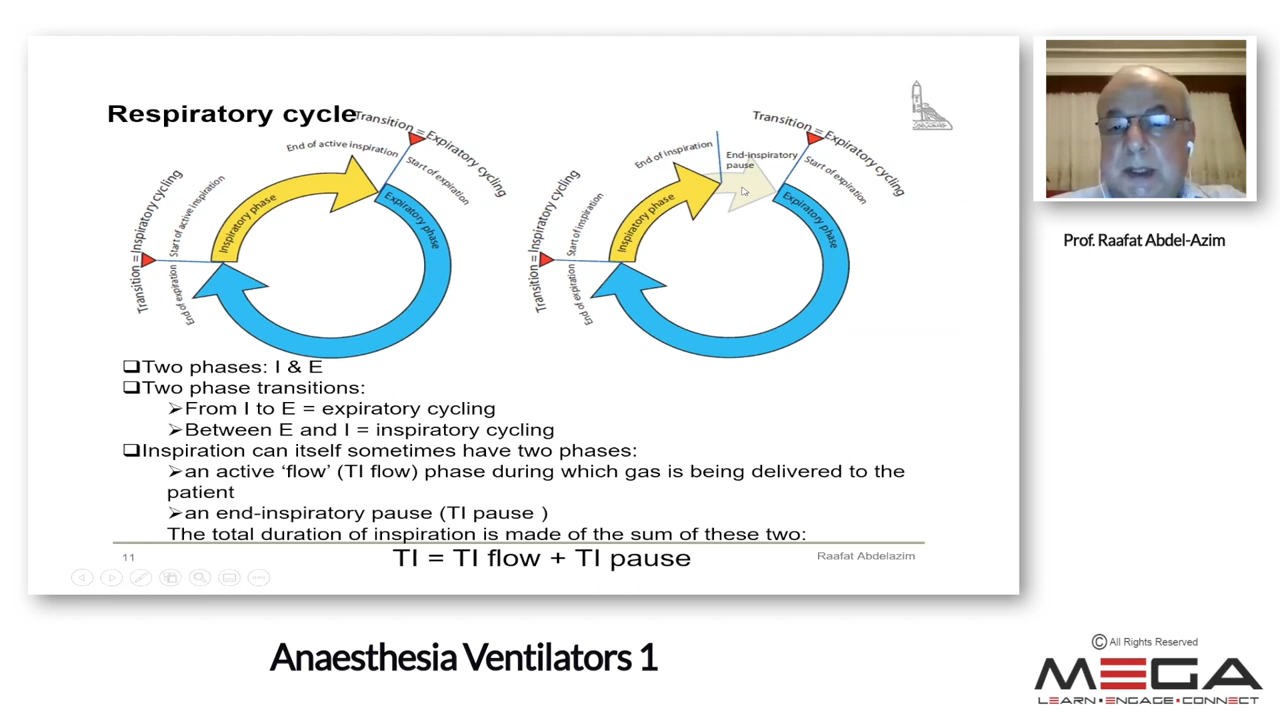 Respiratory cycle
Transition = Expiratory cycling
End of active inspiration
Start of expiration
Transition = Inspiratory cycling
Start of active inspiration
End of expiration
Inspiratory phase
Expiratory phase
Transition = Expiratory cycling
End of inspiration
End-inspiratory
pause
Start of expiration
Transition = Inspiratory cycling
Start of inspiration
End of expiration
Inspiratory phase
Expiratory phase
❑Two phases: I & E
❑Two phase transitions:
➢From I to E = expiratory cycling
➢Between E and I = inspiratory cycling
❑Inspiration can itself sometimes have two phases:
➢an active ‘flow’ (TI flow) phase during which gas is being delivered to the
patient
➢an end-inspiratory pause (TI pause )
The total duration of inspiration is made of the sum of these two:
TI = TI flow + TI pause
11
Raafat Abdelazim
Prof. Raafat Abdel-Azim
Anaesthesia Ventilators 1
© All Rights Reserved
MEGA
LEARN•ENGAGE•CONNECT